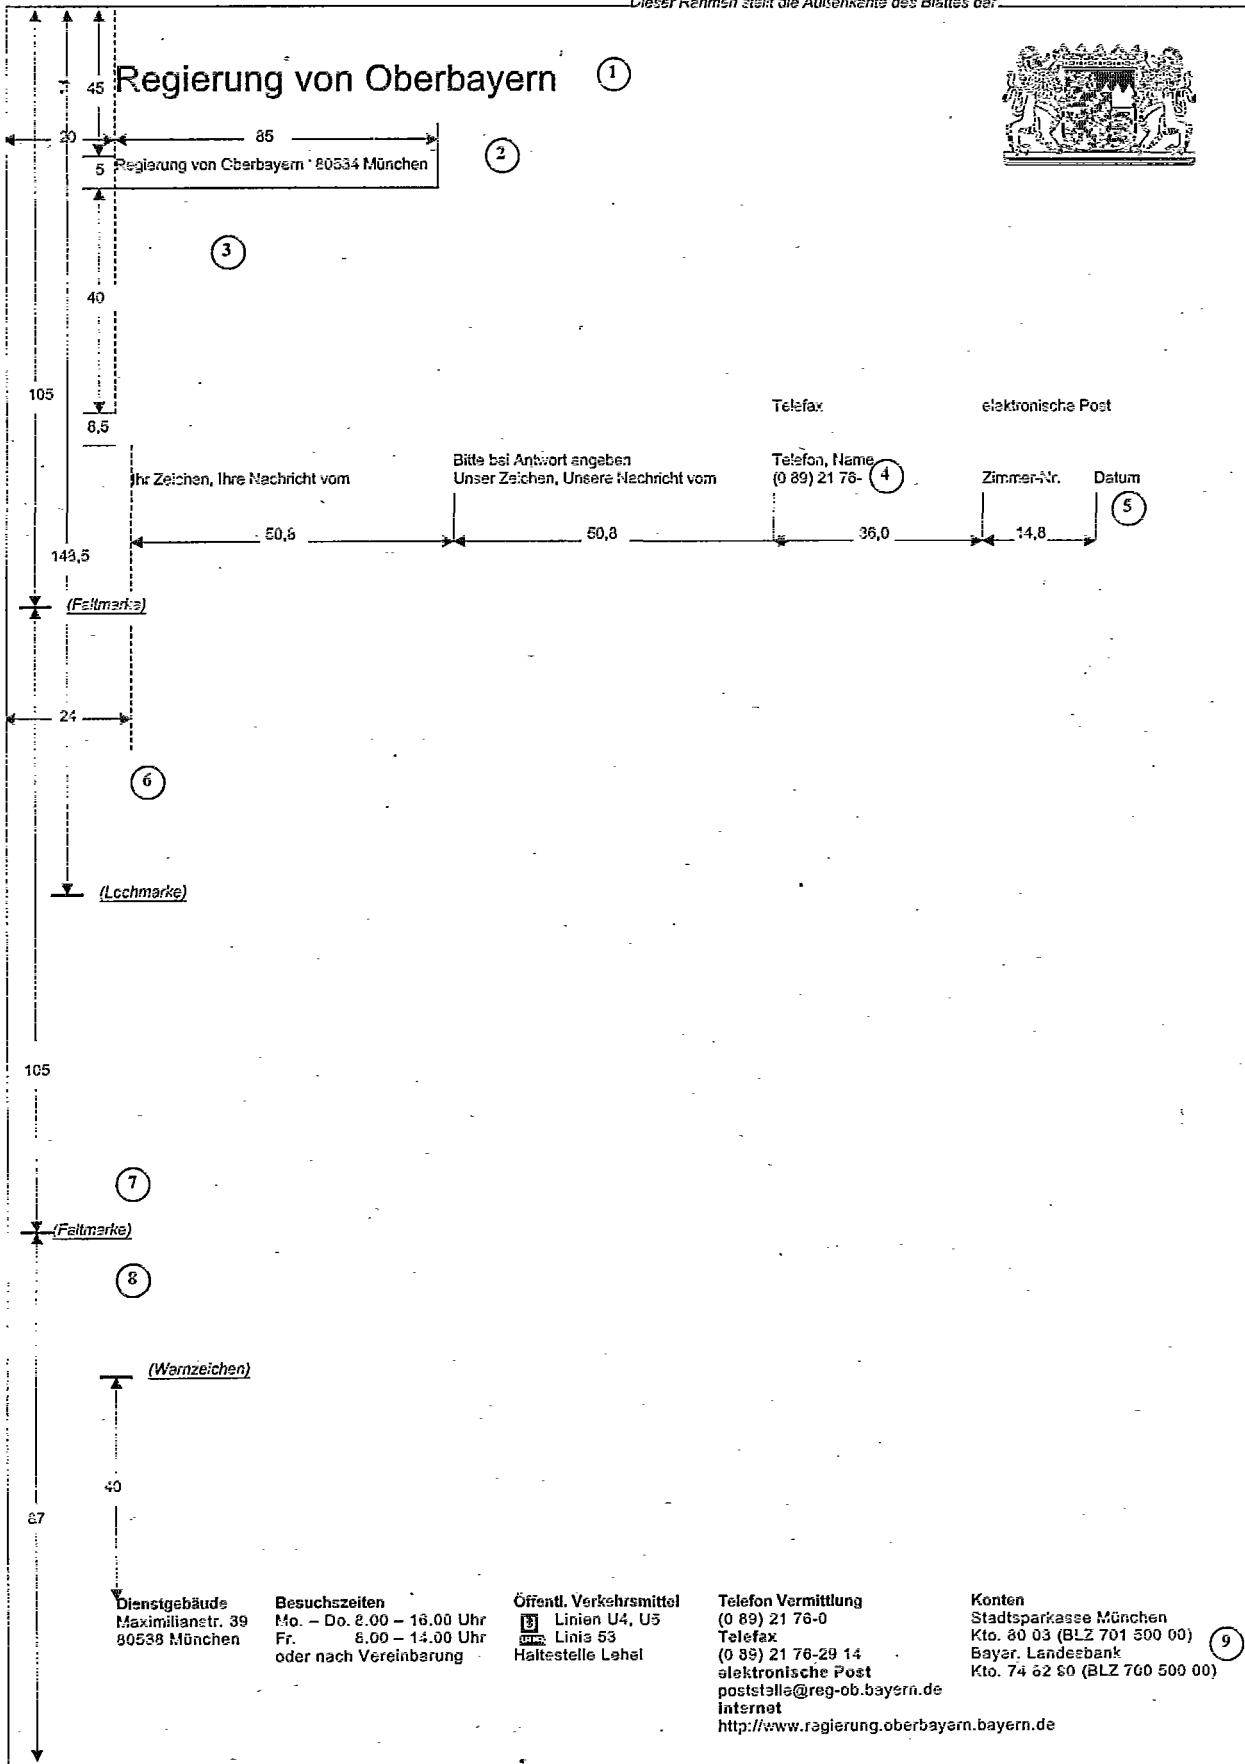 Dieser Rahmen stellt die Außenkante des Blattes dar
Regierung von Oberbayern
1
45
20
85
2
5
Regierung von Oberbayern · 80534 München
3
40
105
8,5
Telefax
elektronische Post
Ihr Zeichen, Ihre Nachricht vom
Bitte bei Antwort angeben
Unser Zeichen, Unsere Nachricht vom
Telefon, Name
(0 89) 21 76-
4
Zimmer-Nr.
Datum
5
50,8
50,8
36,0
14,8
148,5
(Faltmarke)
24
6
(Lochmarke)
105
7
(Faltmarke)
8
(Warnzeichen)
40
87
Dienstgebäude
Maximilianstr. 39
80538 München
Besuchszeiten
Mo. – Do. 8.00 – 16.00 Uhr
Fr. 8.00 – 14.00 Uhr
oder nach Vereinbarung
Öffentl. Verkehrsmittel
U Linien U4, U5
Linie 53
Haltestelle Lehel
Telefon Vermittlung
(0 89) 21 76-0
Telefax
(0 89) 21 76-29 14
elektronische Post
poststelle@reg-ob.bayern.de
Internet
http://www.regierung.oberbayern.bayern.de
Konten
Stadtsparkasse München
Kto. 80 03 (BLZ 701 500 00)
Bayer. Landesbank
Kto. 74 62 90 (BLZ 700 500 00)
9